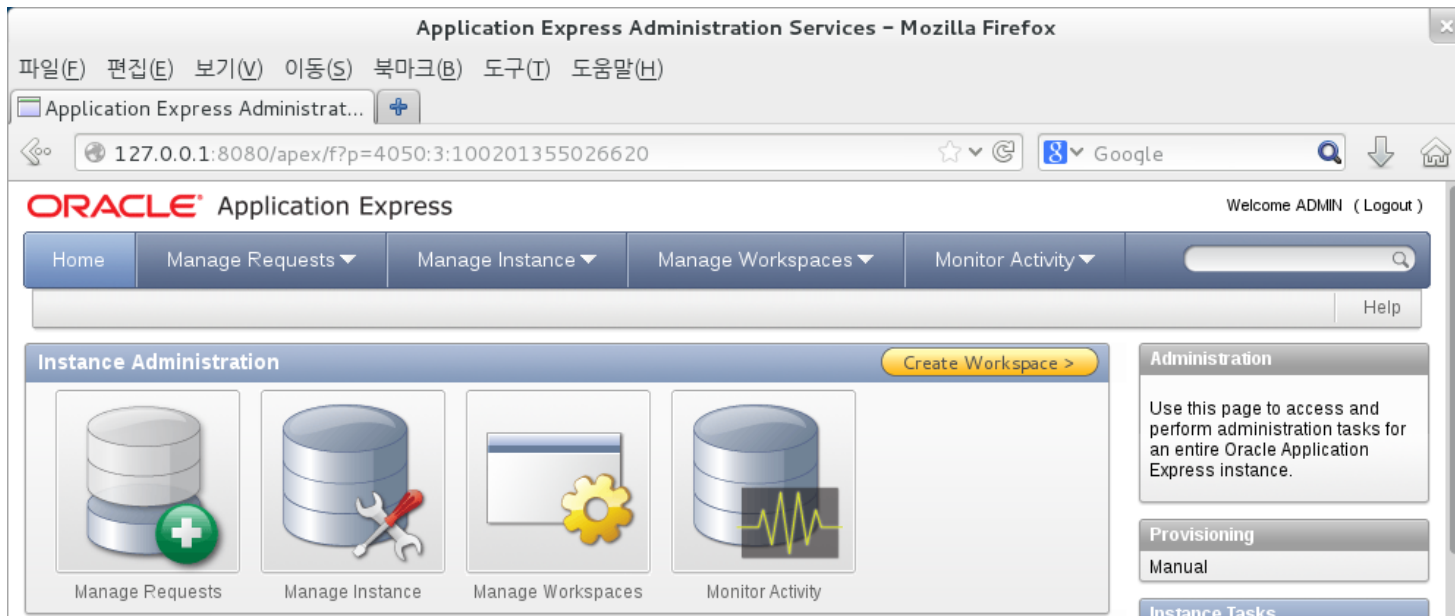 Application Express Administration Services - Mozilla Firefox
파일(F) 편집(E) 보기(V) 이동(S) 북마크(B) 도구(T) 도움말(H)
Application Express Administrat...
127.0.0.1:8080/apex/f?p=4050:3:100201355026620
Google
ORACLE Application Express
Welcome ADMIN ( Logout )
Home Manage Requests Manage Instance Manage Workspaces Monitor Activity
Help
Instance Administration
Create Workspace >
Manage Requests
Manage Instance
Manage Workspaces
Monitor Activity
Administration
Use this page to access and
perform administration tasks for
an entire Oracle Application
Express instance.
Provisioning
Manual
Instance Tasks